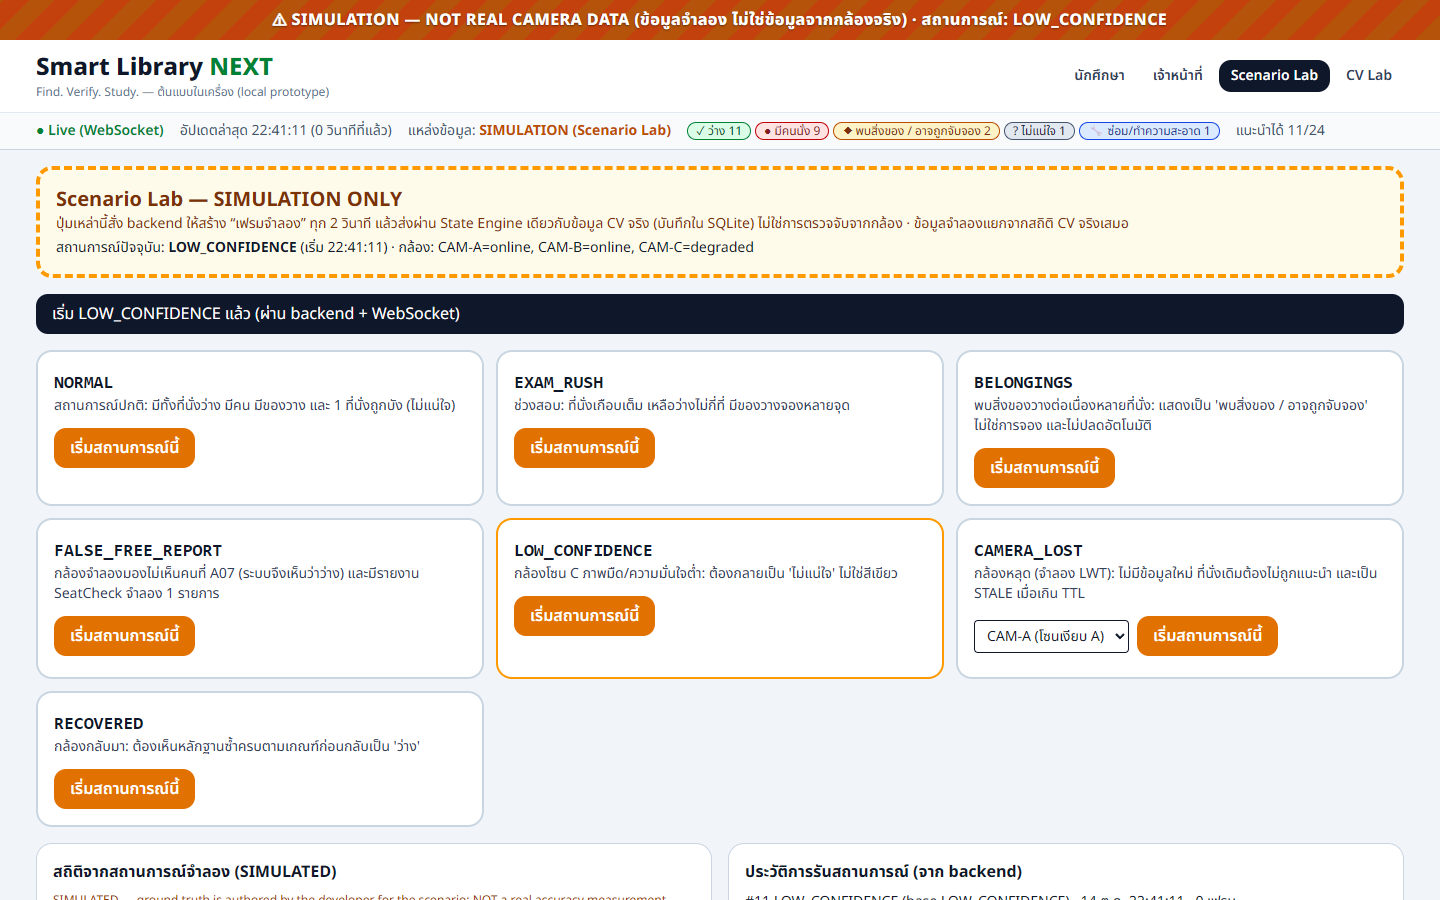 ⚠ SIMULATION — NOT REAL CAMERA DATA (ข้อมูลจำลอง ไม่ใช่ข้อมูลจากกล้องจริง) · สถานการณ์: LOW_CONFIDENCE
Smart Library NEXT
Find. Verify. Study. — ต้นแบบในเครื่อง (local prototype)
นักศึกษา เจ้าหน้าที่ Scenario Lab CV Lab
● Live (WebSocket) อัปเดตล่าสุด 22:41:11 (0 วินาทีที่แล้ว) แหล่งข้อมูล: SIMULATION (Scenario Lab) ✓ ว่าง 11 ● มีคนนั่ง 9 ◆ พบสิ่งของ / อาจถูกจับจอง 2 ? ไม่แน่ใจ 1 🔧 ซ่อม/ทำความสะอาด 1 แนะนำได้ 11/24
Scenario Lab — SIMULATION ONLY
ปุ่มเหล่านี้สั่ง backend ให้สร้าง “เฟรมจำลอง” ทุก 2 วินาที แล้วส่งผ่าน State Engine เดียวกับข้อมูล CV จริง (บันทึกใน SQLite) ไม่ใช่การตรวจจับจากกล้อง · ข้อมูลจำลองแยกจากสถิติ CV จริงเสมอ
สถานการณ์ปัจจุบัน: LOW_CONFIDENCE (เริ่ม 22:41:11) · กล้อง: CAM-A=online, CAM-B=online, CAM-C=degraded
เริ่ม LOW_CONFIDENCE แล้ว (ผ่าน backend + WebSocket)
NORMAL
สถานการณ์ปกติ: มีทั้งที่นั่งว่าง มีคน มีของวาง และ 1 ที่นั่งถูกบัง (ไม่แน่ใจ)
เริ่มสถานการณ์นี้
EXAM_RUSH
ช่วงสอบ: ที่นั่งเกือบเต็ม เหลือว่างไม่กี่ที่ มีของวางจองหลายจุด
เริ่มสถานการณ์นี้
BELONGINGS
พบสิ่งของวางต่อเนื่องหลายที่นั่ง: แสดงเป็น 'พบสิ่งของ / อาจถูกจับจอง'
ไม่ใช่การจอง และไม่ปลดอัตโนมัติ
เริ่มสถานการณ์นี้
FALSE_FREE_REPORT
กล้องจำลองมองไม่เห็นคนที่ A07 (ระบบจึงเห็นว่าว่าง) และมีรายงาน
SeatCheck จำลอง 1 รายการ
เริ่มสถานการณ์นี้
LOW_CONFIDENCE
กล้องโซน C ภาพมืด/ความมั่นใจต่ำ: ต้องกลายเป็น 'ไม่แน่ใจ' ไม่ใช่สีเขียว
เริ่มสถานการณ์นี้
CAMERA_LOST
กล้องหลุด (จำลอง LWT): ไม่มีข้อมูลใหม่ ที่นั่งเดิมต้องไม่ถูกแนะนำ และเป็น
STALE เมื่อเกิน TTL
CAM-A (โซนเงียบ A) เริ่มสถานการณ์นี้
RECOVERED
กล้องกลับมา: ต้องเห็นหลักฐานซ้ำครบตามเกณฑ์ก่อนกลับเป็น 'ว่าง'
เริ่มสถานการณ์นี้
สถิติจากสถานการณ์จำลอง (SIMULATED)
SIMULATED — ground truth is authored by the developer for the scenario; NOT a real accuracy measurement
ประวัติการรับสถานการณ์ (จาก backend)
#11 LOW_CONFIDENCE (base LOW_CONFIDENCE) · 14 ต.ค. 22:41:11 · 0 เฟรม